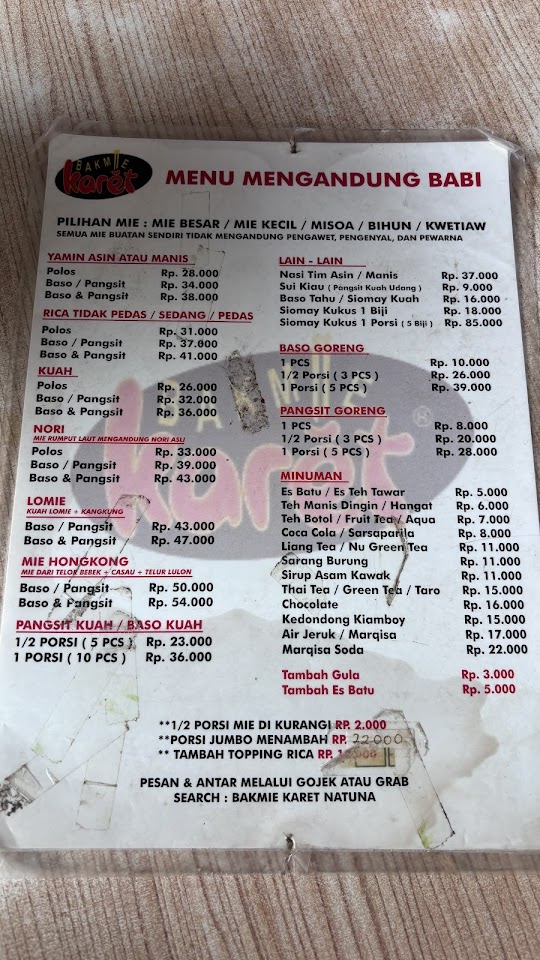 BAKMIE
karét
MENU MENGANDUNG BABI
PILIHAN MIE : MIE BESAR / MIE KECIL / MISOA / BIHUN / KWETIAW
SEMUA MIE BUATAN SENDIRI TIDAK MENGANDUNG PENGAWET, PENGENYAL, DAN PEWARNA
YAMIN ASIN ATAU MANIS
Polos Rp. 28.000
Baso / Pangsit Rp. 34.000
Baso & Pangsit Rp. 38.000
RICA TIDAK PEDAS / SEDANG / PEDAS
Polos Rp. 31.000
Baso / Pangsit Rp. 37.000
Baso & Pangsit Rp. 41.000
KUAH
Polos Rp. 26.000
Baso / Pangsit Rp. 32.000
Baso & Pangsit Rp. 36.000
NORI
MIE RUMPUT LAUT MENGANDUNG NORI ASLI
Polos Rp. 33.000
Baso / Pangsit Rp. 39.000
Baso & Pangsit Rp. 43.000
LOMIE
KUAH LOMIE + KANGKUNG
Baso / Pangsit Rp. 43.000
Baso & Pangsit Rp. 47.000
MIE HONGKONG
MIE DARI TELOR BEBEK + CAISAU + TELUR LULON
Baso / Pangsit Rp. 50.000
Baso & Pangsit Rp. 54.000
PANGSIT KUAH / BASO KUAH
1/2 PORSI ( 5 PCS ) Rp. 23.000
1 PORSI ( 10 PCS ) Rp. 36.000
LAIN - LAIN
Nasi Tim Asin / Manis Rp. 37.000
Sui Kiau ( Pangsit Kuah Udang ) Rp. 9.000
Baso Tahu / Siomay Kuah Rp. 16.000
Siomay Kukus 1 Biji Rp. 18.000
Siomay Kukus 1 Porsi ( 5 Biji ) Rp. 85.000
BASO GORENG
1 PCS Rp. 10.000
1/2 Porsi ( 3 PCS ) Rp. 26.000
1 Porsi ( 5 PCS ) Rp. 39.000
PANGSIT GORENG
1 PCS Rp. 8.000
1/2 Porsi ( 3 PCS ) Rp. 20.000
1 Porsi ( 5 PCS ) Rp. 28.000
MINUMAN
Es Batu / Es Teh Tawar Rp. 5.000
Teh Manis Dingin / Hangat Rp. 6.000
Teh Botol / Fruit Tea / Aqua Rp. 7.000
Coca Cola / Sarsaparila Rp. 8.000
Liang Tea / Nu Green Tea Rp. 11.000
Sarang Burung Rp. 11.000
Sirup Asam Kawak Rp. 11.000
Thai Tea / Green Tea / Taro Rp. 15.000
Chocolate Rp. 16.000
Kedondong Kiamboy Rp. 15.000
Air Jeruk / Marqisa Rp. 17.000
Marqisa Soda Rp. 22.000
Tambah Gula Rp. 3.000
Tambah Es Batu Rp. 5.000
**1/2 PORSI MIE DI KURANGI RP. 2.000
**PORSI JUMBO MENAMBAH RP. 22.000
** TAMBAH TOPPING RICA RP.
PESAN & ANTAR MELALUI GOJEK ATAU GRAB
SEARCH : BAKMIE KARET NATUNA
BAKMIE
karét ®